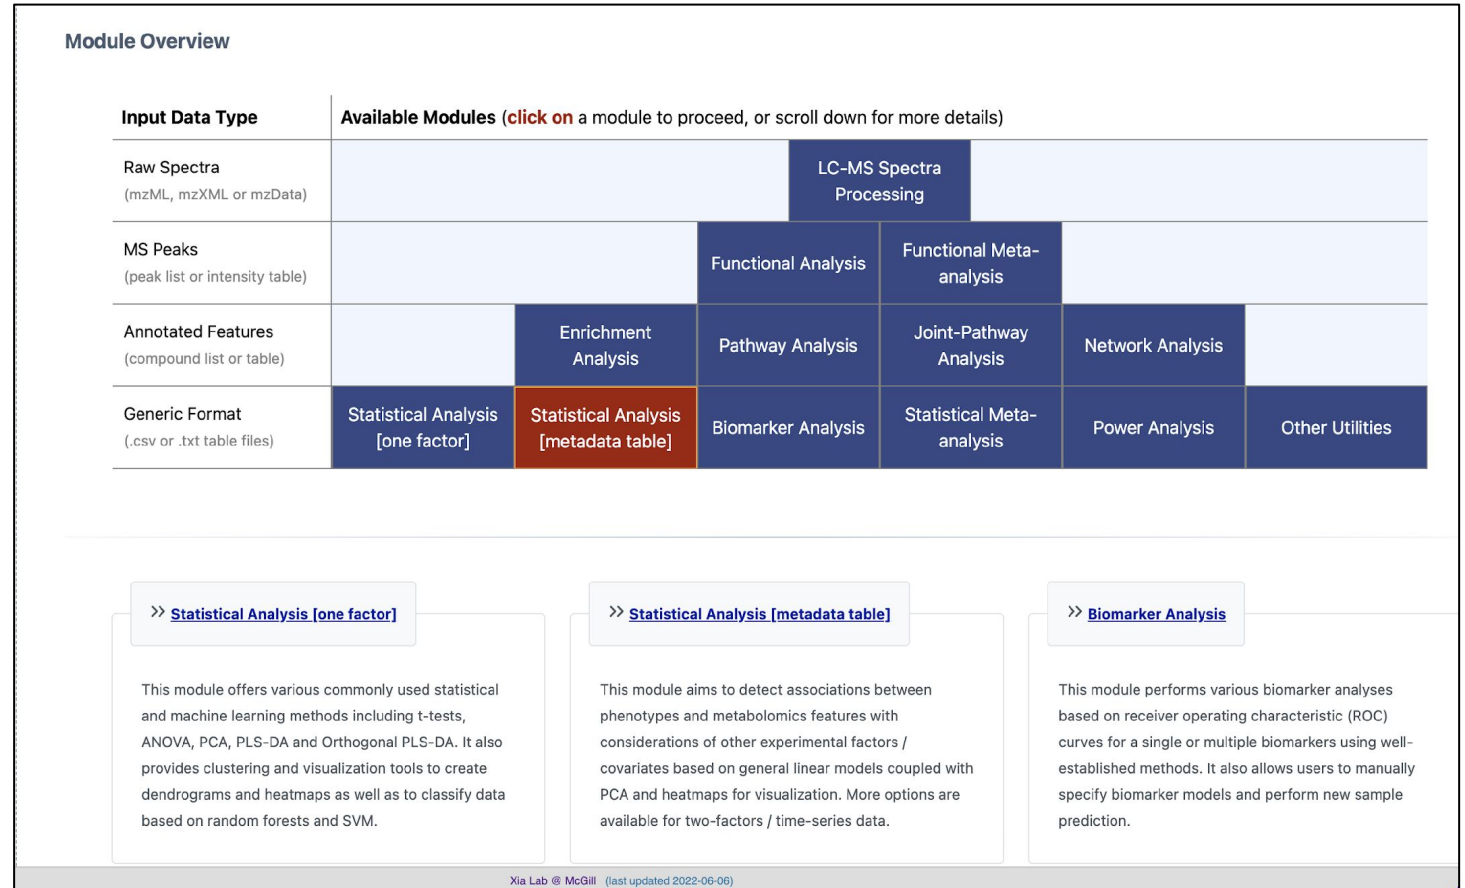 Module Overview
Input Data Type
Available Modules (click on a module to proceed, or scroll down for more details)
Raw Spectra
(mzML, mzXML or mzData)
LC-MS Spectra
Processing
MS Peaks
(peak list or intensity table)
Functional Analysis
Functional Meta-
analysis
Annotated Features
(compound list or table)
Enrichment
Analysis
Pathway Analysis
Joint-Pathway
Analysis
Network Analysis
Generic Format
(.csv or .txt table files)
Statistical Analysis
[one factor]
Statistical Analysis
[metadata table]
Biomarker Analysis
Statistical Meta-
analysis
Power Analysis
Other Utilities
>> Statistical Analysis [one factor]
This module offers various commonly used statistical
and machine learning methods including t-tests,
ANOVA, PCA, PLS-DA and Orthogonal PLS-DA. It also
provides clustering and visualization tools to create
dendrograms and heatmaps as well as to classify data
based on random forests and SVM.
>> Statistical Analysis [metadata table]
This module aims to detect associations between
phenotypes and metabolomics features with
considerations of other experimental factors /
covariates based on general linear models coupled with
PCA and heatmaps for visualization. More options are
available for two-factors / time-series data.
>> Biomarker Analysis
This module performs various biomarker analyses
based on receiver operating characteristic (ROC)
curves for a single or multiple biomarkers using well-
established methods. It also allows users to manually
specify biomarker models and perform new sample
prediction.
Xia Lab @ McGill (last updated 2022-06-06)